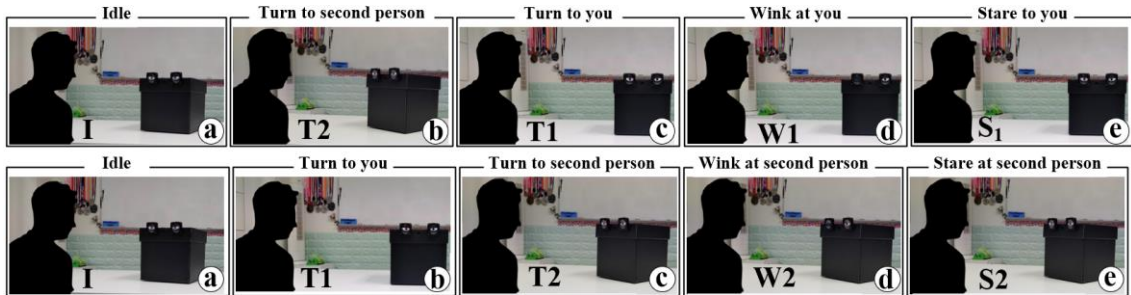 Idle
Turn to second person
Turn to you
Wink at you
Stare to you
I
a
T2
b
T1
c
W1
d
S1
e
Idle
Turn to you
Turn to second person
Wink at second person
Stare at second person
I
a
T1
b
T2
c
W2
d
S2
e